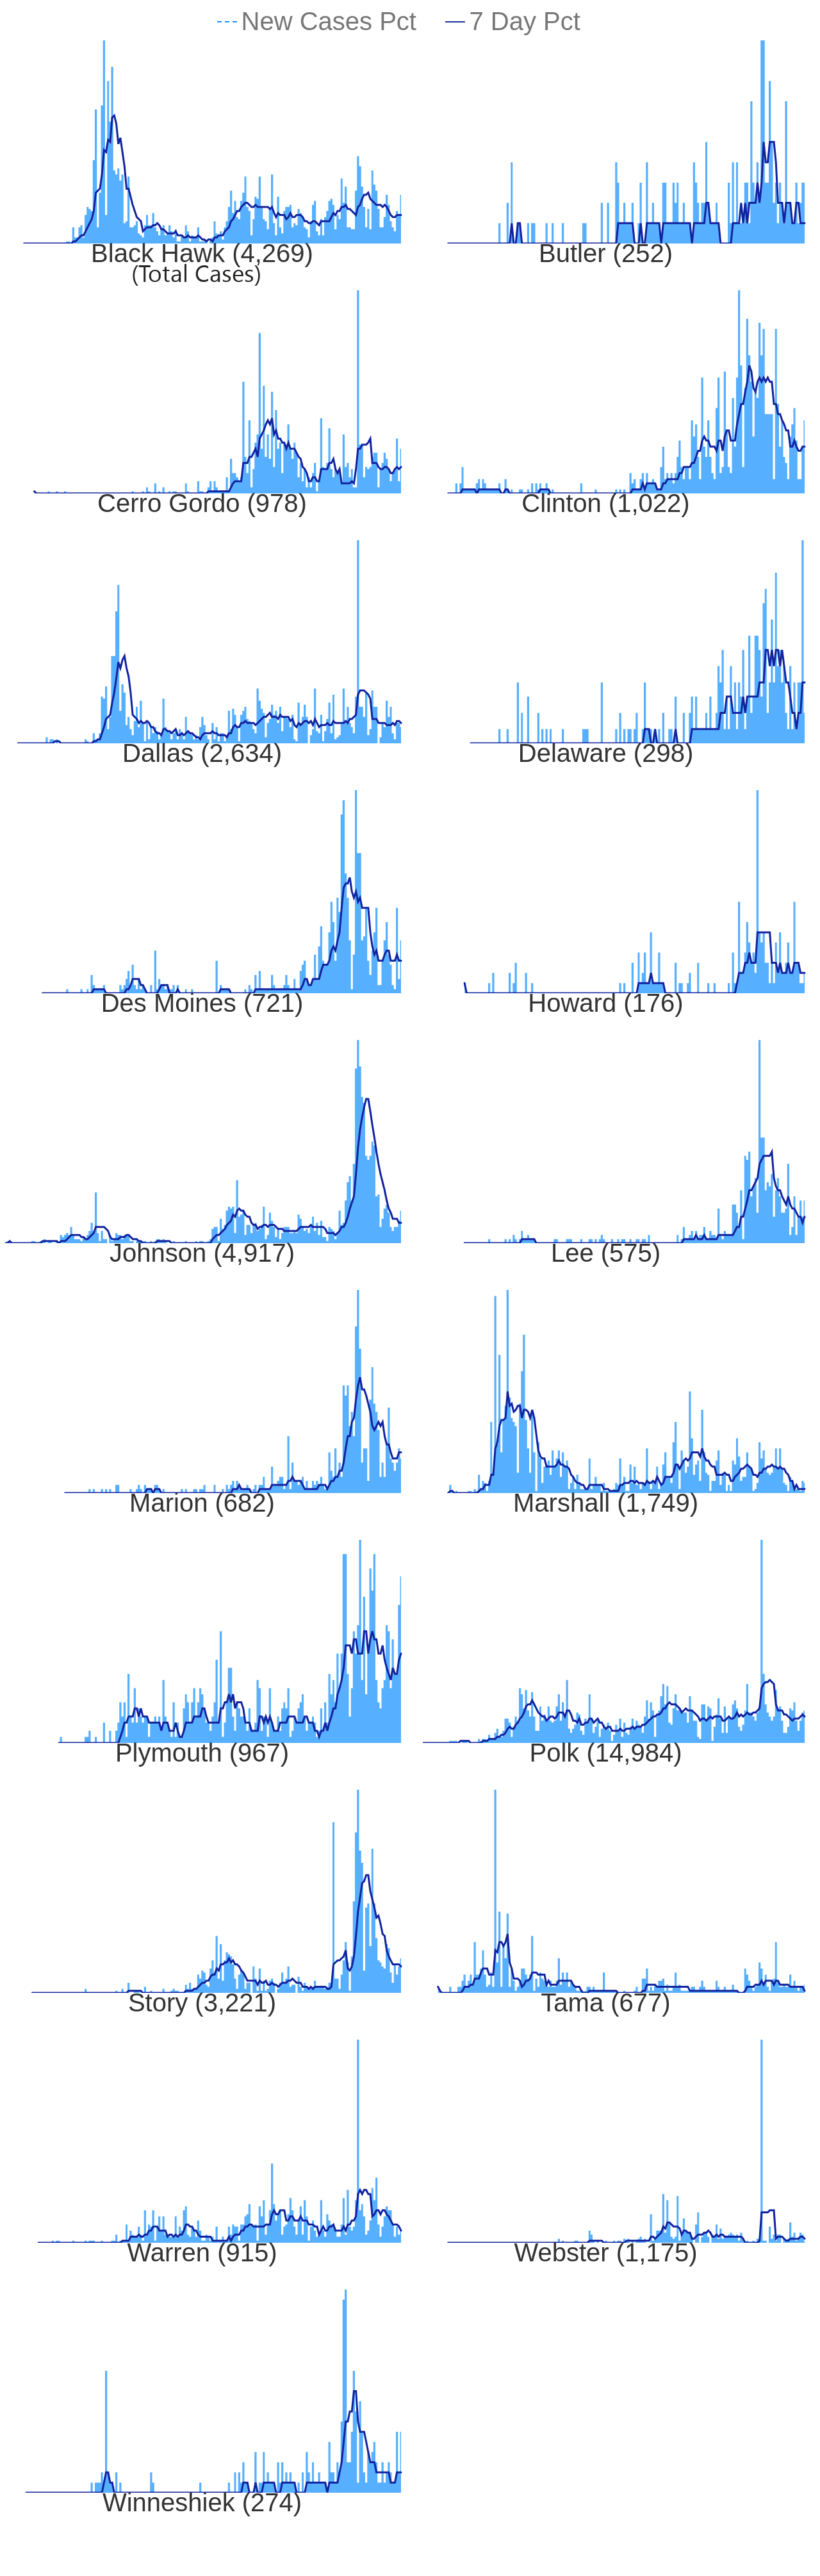 New Cases Pct 7 Day Pct
Black Hawk (4,269) Butler (252)
(Total Cases)
Cerro Gordo (978) Clinton (1,022)
Dallas (2,634) Delaware (298)
Des Moines (721) Howard (176)
Johnson (4,917) Lee (575)
Marion (682) Marshall (1,749)
Plymouth (967) Polk (14,984)
Story (3,221) Tama (677)
Warren (915) Webster (1,175)
Winneshiek (274)